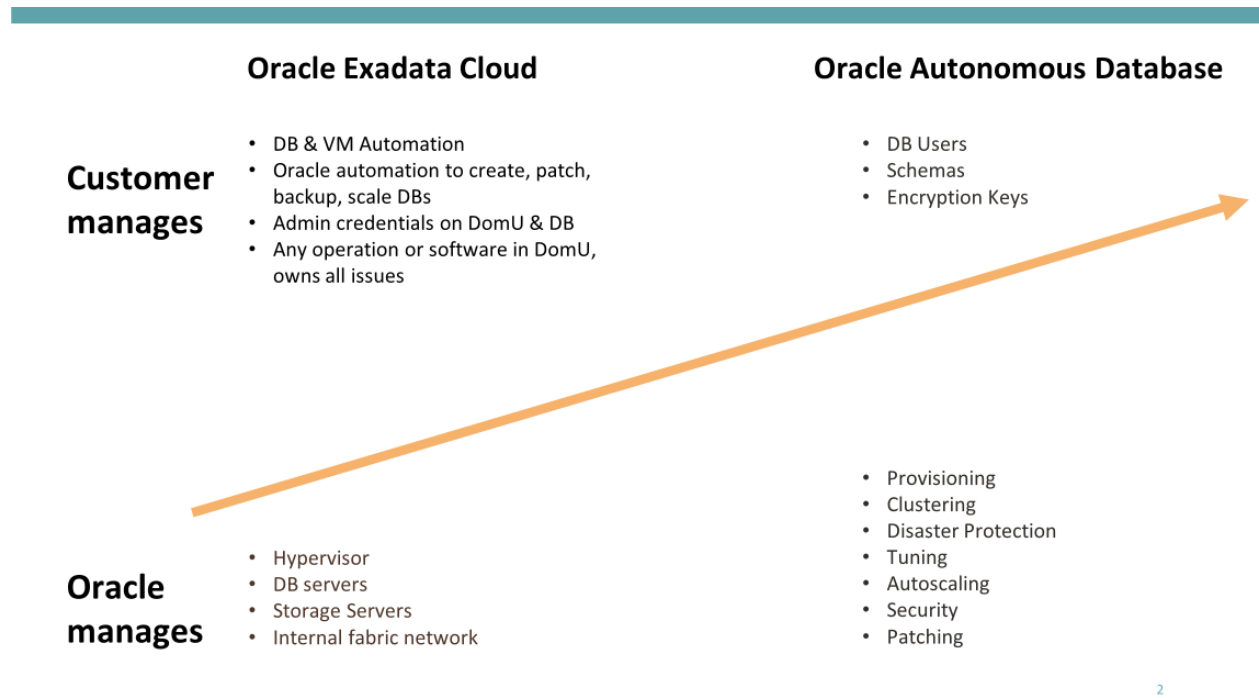 Oracle Exadata Cloud
Oracle Autonomous Database
Customer
manages
• DB & VM Automation
• Oracle automation to create, patch,
backup, scale DBs
• Admin credentials on DomU & DB
• Any operation or software in DomU,
owns all issues
• DB Users
• Schemas
• Encryption Keys
Oracle
manages
• Hypervisor
• DB servers
• Storage Servers
• Internal fabric network
• Provisioning
• Clustering
• Disaster Protection
• Tuning
• Autoscaling
• Security
• Patching
2